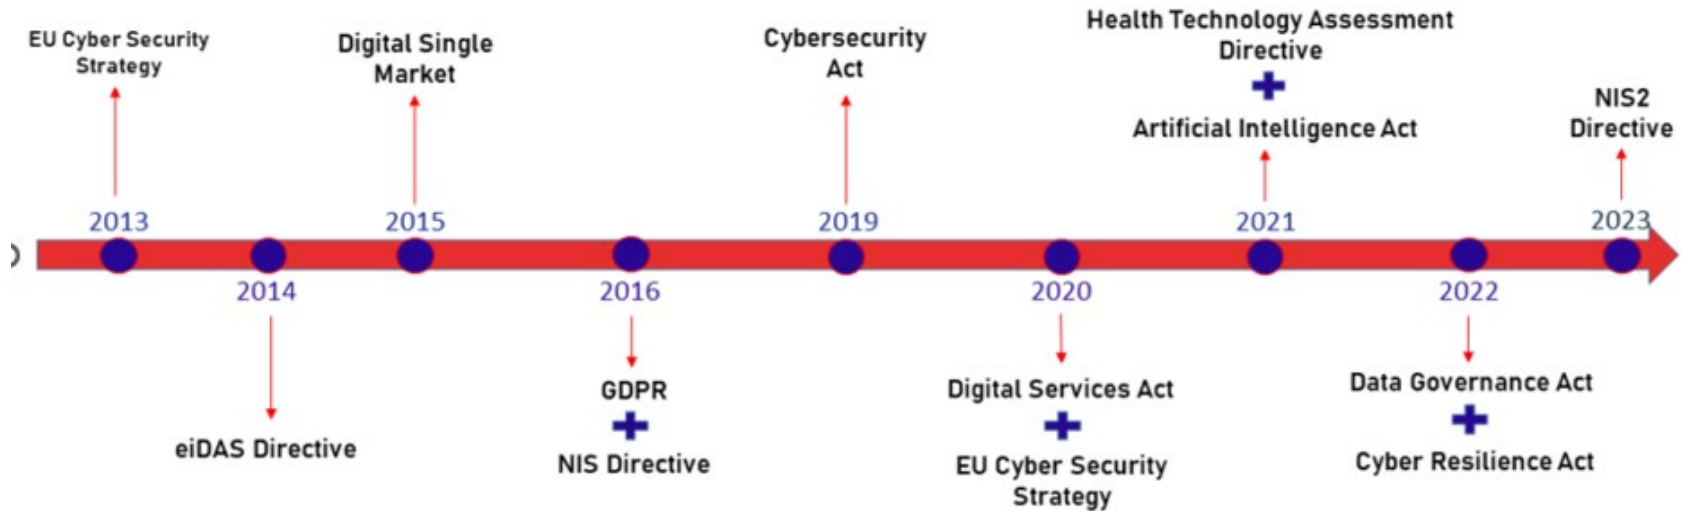 EU Cyber Security
Strategy
Digital Single
Market
Cybersecurity
Act
Health Technology Assessment
Directive
Artificial Intelligence Act
NIS2
Directive
2013
2015
2019
2021
2023
2014
2016
2020
2022
eiDAS Directive
GDPR
NIS Directive
Digital Services Act
EU Cyber Security
Strategy
Data Governance Act
Cyber Resilience Act